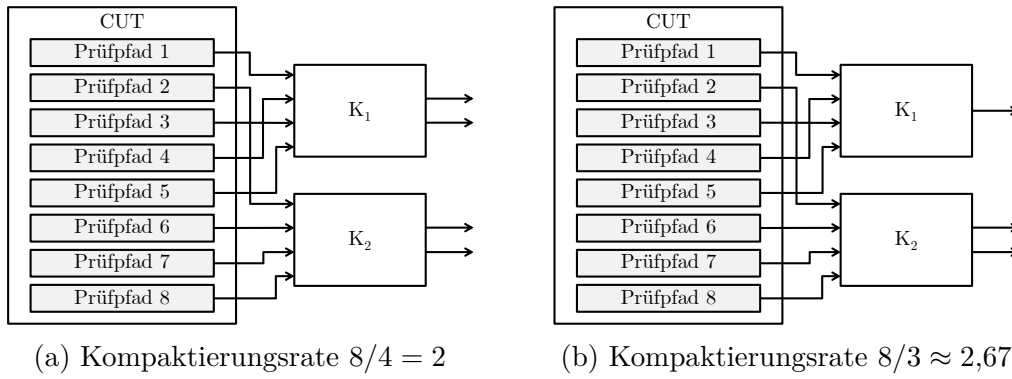 CUT
Prüfpfad 1
Prüfpfad 2
Prüfpfad 3
Prüfpfad 4
Prüfpfad 5
Prüfpfad 6
Prüfpfad 7
Prüfpfad 8
K1
K2
(a) Kompaktierungsrate 8/4 = 2
CUT
Prüfpfad 1
Prüfpfad 2
Prüfpfad 3
Prüfpfad 4
Prüfpfad 5
Prüfpfad 6
Prüfpfad 7
Prüfpfad 8
K1
K2
(b) Kompaktierungsrate 8/3 ≈ 2,67